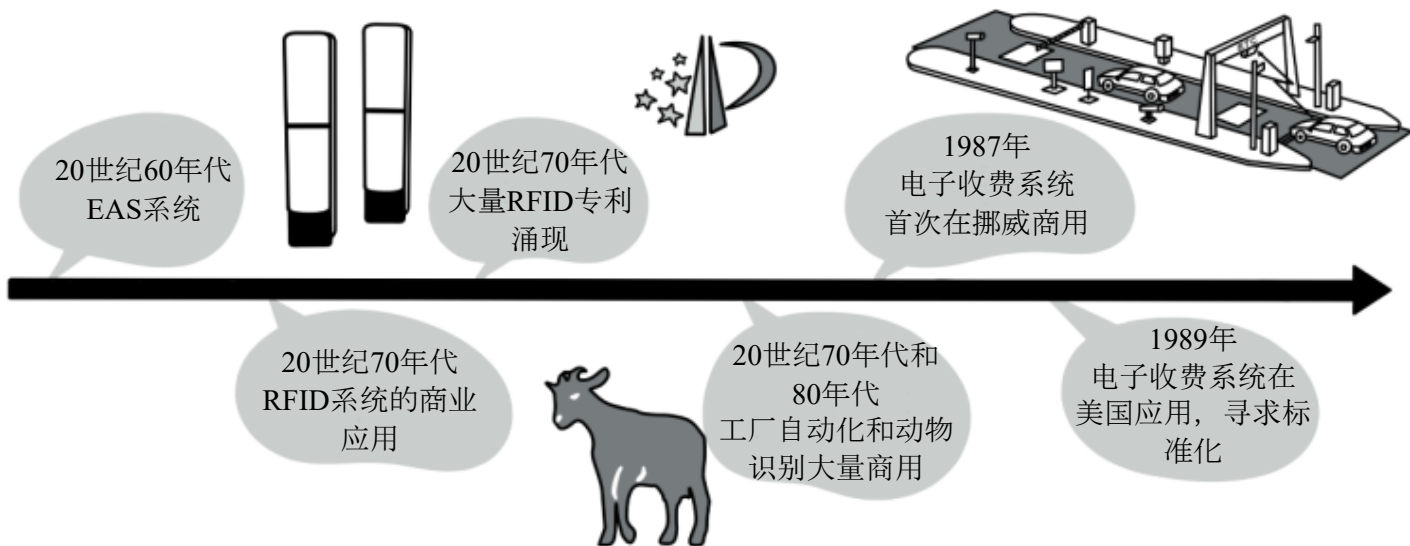 20世纪60年代
EAS系统
20世纪70年代
RFID系统的商业
应用
20世纪70年代
大量RFID专利
涌现
20世纪70年代和
80年代
工厂自动化和动物
识别大量商用
1987年
电子收费系统
首次在挪威商用
1989年
电子收费系统在
美国应用，寻求标
准化